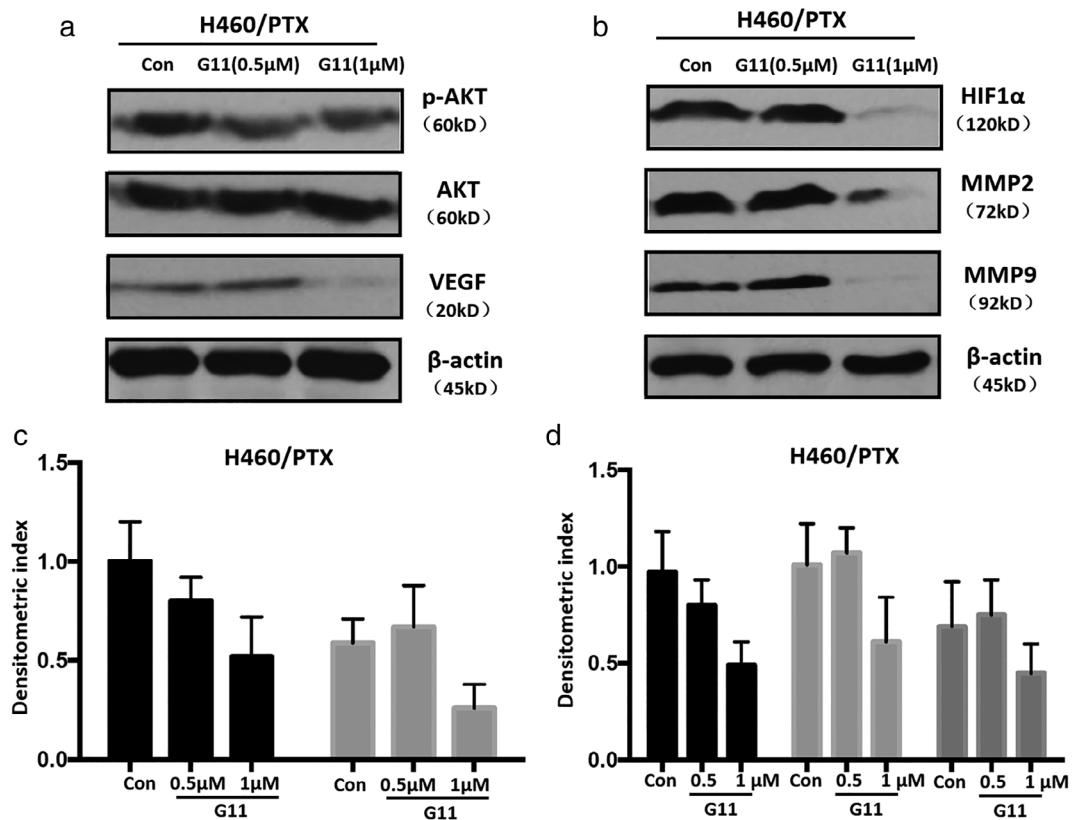 a
H460/PTX
Con G11(0.5μM) G11(1μM)
p-AKT
（60kD）
AKT
（60kD）
VEGF
（20kD）
β-actin
（45kD）
b
H460/PTX
Con G11(0.5μM) G11(1μM)
HIF1α
（120kD）
MMP2
（72kD）
MMP9
（92kD）
β-actin
（45kD）
c
H460/PTX
Densitometric index
1.5
1.0
0.5
0.0
Con 0.5μM 1μM Con 0.5μM 1μM
G11 G11
d
H460/PTX
Densitometric index
1.5
1.0
0.5
0.0
Con 0.5 1 μM Con 0.5 1 μM Con 0.5 1 μM
G11 G11 G11